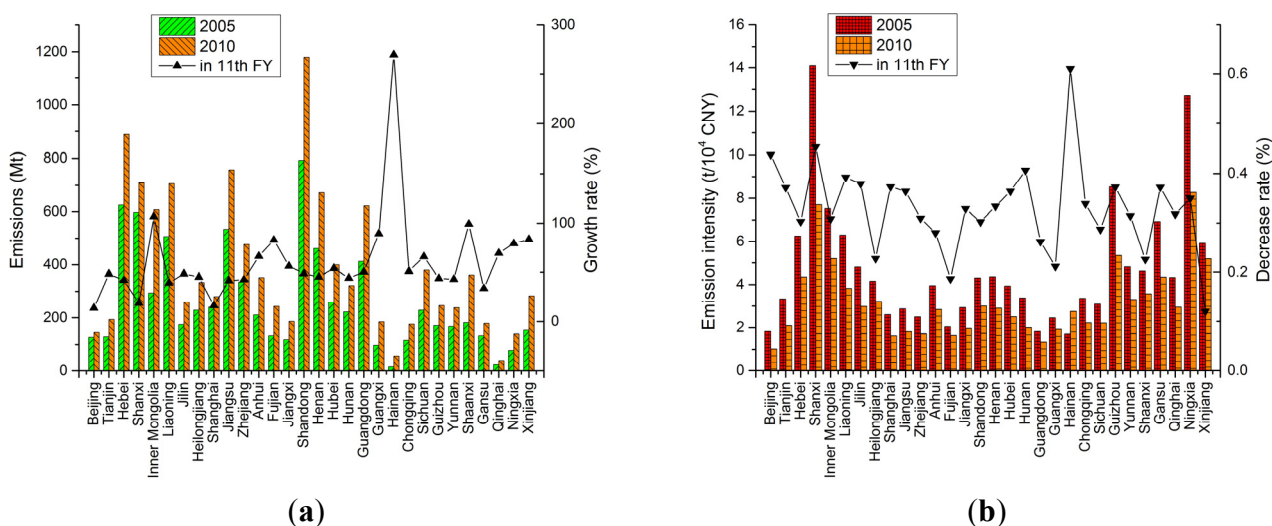 2005
2010
in 11th FY
Emissions (Mt)
0
200
400
600
800
1000
1200
Growth rate (%)
0
100
200
300
Beijing
Tianjin
Hebei
Shanxi
Inner Mongolia
Liaoning
Jilin
Heilongjiang
Shanghai
Jiangsu
Zhejiang
Anhui
Fujian
Jiangxi
Shandong
Henan
Hubei
Hunan
Guangdong
Guangxi
Hainan
Chongqing
Sichuan
Guizhou
Yunnan
Shaanxi
Gansu
Qinghai
Ningxia
Xinjiang
(a)
2005
2010
in 11th FY
Emission intensity (t/10⁴ CNY)
0
2
4
6
8
10
12
14
16
Decrease rate (%)
0.0
0.2
0.4
0.6
Beijing
Tianjin
Hebei
Shanxi
Inner Mongolia
Liaoning
Jilin
Heilongjiang
Shanghai
Jiangsu
Zhejiang
Anhui
Fujian
Jiangxi
Shandong
Henan
Hubei
Hunan
Guangdong
Guangxi
Hainan
Chongqing
Sichuan
Guizhou
Yunnan
Shaanxi
Gansu
Qinghai
Ningxia
Xinjiang
(b)